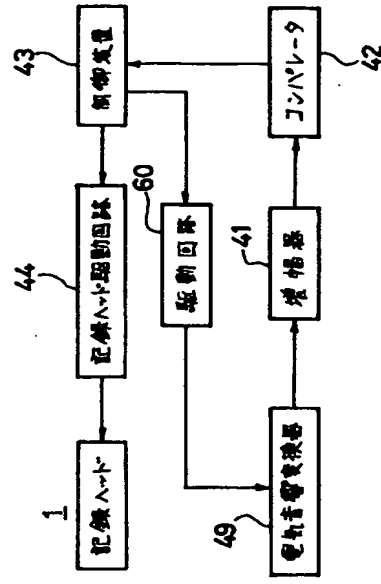 1
記録ヘッド
44
記録ヘッド駆動回路
43
制御装置
60
駆動回路
49
電気音響変換器
41
増幅器
42
コンパレータ